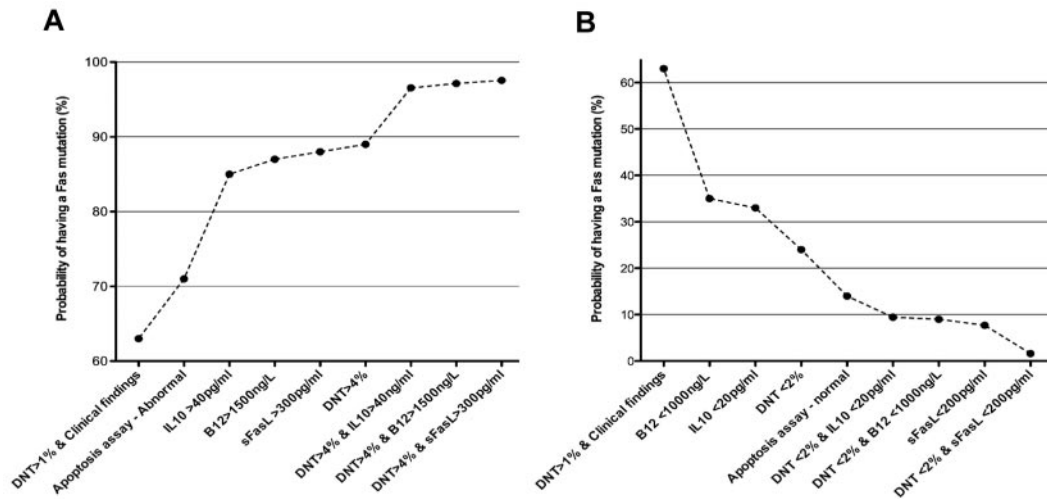 A
Probability of having a Fas mutation (%)
100
90
80
70
60
DNT>1% & Clinical findings
Apoptosis assay - Abnormal
IL10 >40pg/ml
B12>1500ng/L
sFasL >300pg/ml
DNT>4%
DNT>4% & IL10>40pg/ml
DNT>4% & B12>1500ng/L
DNT>4% & sFasL>300pg/ml
B
Probability of having a Fas mutation (%)
60
50
40
30
20
10
0
DNT>1% & Clinical findings
B12 <1000ng/L
IL10 <20pg/ml
DNT <2%
Apoptosis assay - normal
DNT <2% & IL10 <20pg/ml
DNT <2% & B12 <1000ng/L
sFasL<200pg/ml
DNT <2% & sFasL <200pg/ml